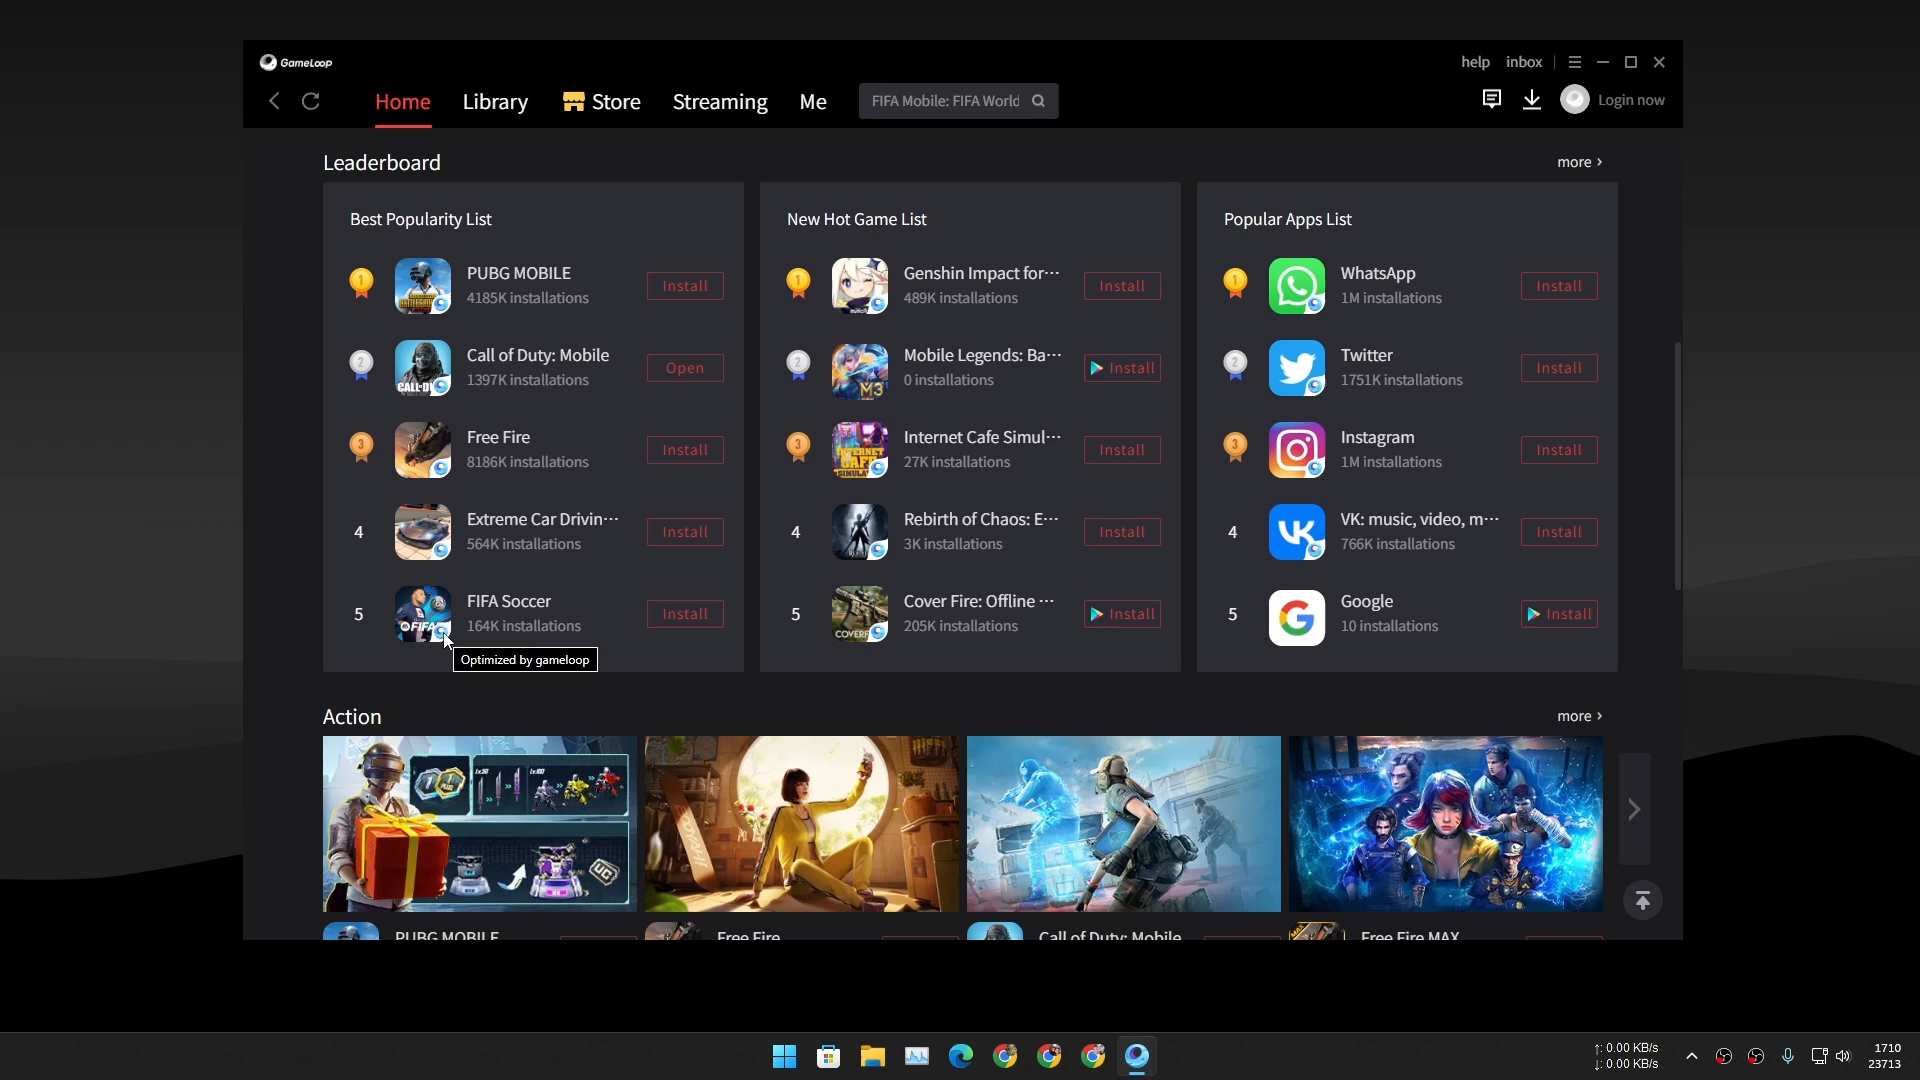 GameLoop
help inbox
Home Library Store Streaming Me
FIFA Mobile: FIFA World
Login now
Leaderboard
more ›
Best Popularity List
1
PUBG MOBILE
4185K installations
Install
2
Call of Duty: Mobile
1397K installations
Open
3
Free Fire
8186K installations
Install
4
Extreme Car Drivin···
564K installations
Install
5
FIFA Soccer
164K installations
Install
Optimized by gameloop
New Hot Game List
1
Genshin Impact for···
489K installations
Install
2
Mobile Legends: Ba···
0 installations
Install
3
Internet Cafe Simul···
27K installations
Install
4
Rebirth of Chaos: E···
3K installations
Install
5
Cover Fire: Offline ···
205K installations
Install
Popular Apps List
1
WhatsApp
1M installations
Install
2
Twitter
1751K installations
Install
3
Instagram
1M installations
Install
4
VK: music, video, m···
766K installations
Install
5
Google
10 installations
Install
Action
more ›
PUBG MOBILE
Free Fire
Call of Duty: Mobile
Free Fire MAX
↑: 0.00 KB/s
↓: 0.00 KB/s
1710
23713